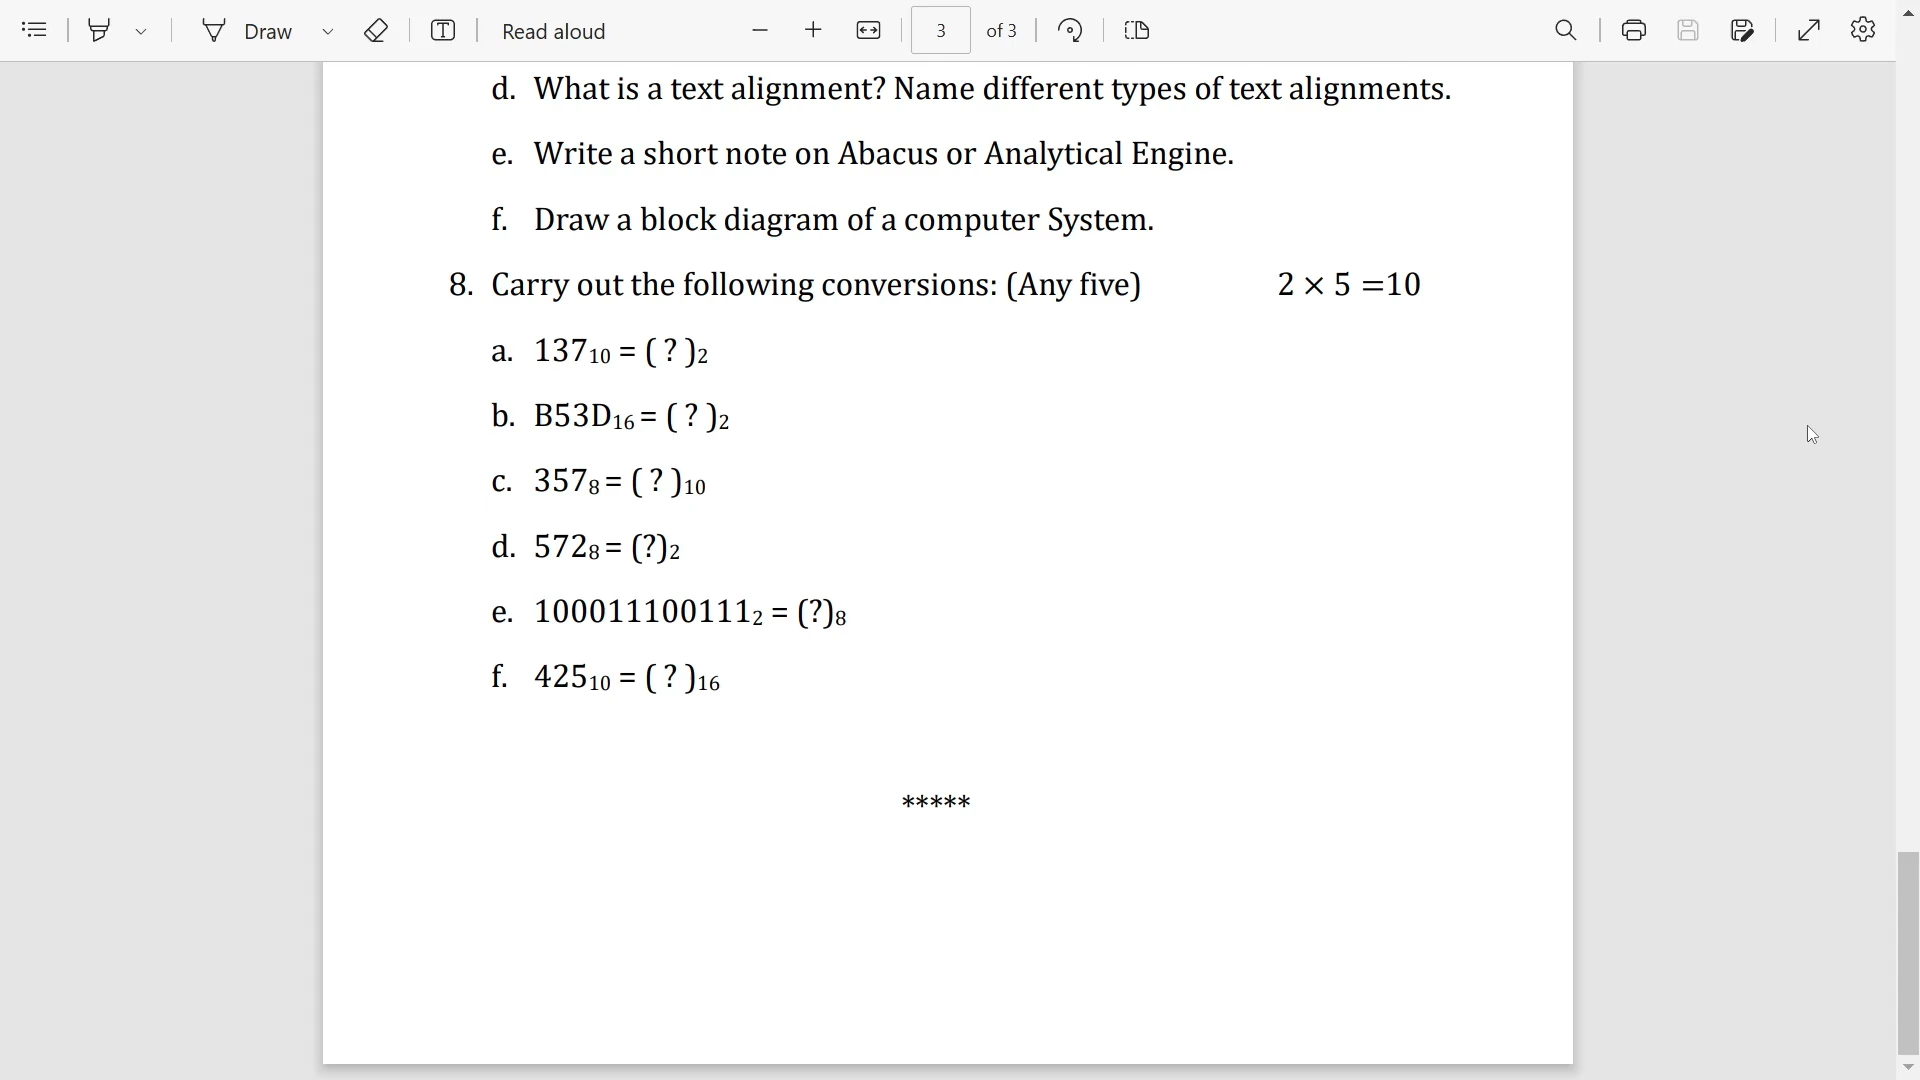 Draw Read aloud 3 of 3
d. What is a text alignment? Name different types of text alignments.
e. Write a short note on Abacus or Analytical Engine.
f. Draw a block diagram of a computer System.
8. Carry out the following conversions: (Any five) 2 × 5 =10
a. 137₁₀ = ( ? )₂
b. B53D₁₆ = ( ? )₂
c. 357₈ = ( ? )₁₀
d. 572₈ = (?)₂
e. 100011100111₂ = (?)₈
f. 425₁₀ = ( ? )₁₆
*****